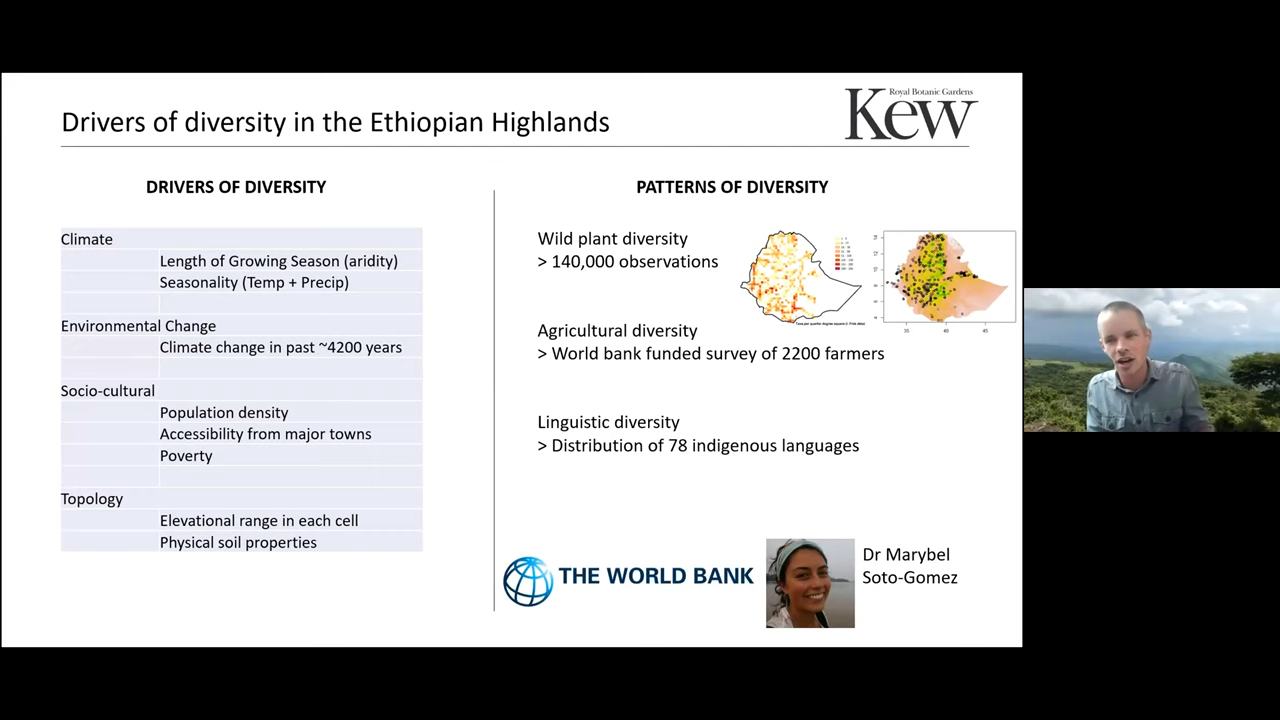 Drivers of diversity in the Ethiopian Highlands
Royal Botanic Gardens
Kew
DRIVERS OF DIVERSITY
Climate
Length of Growing Season (aridity)
Seasonality (Temp + Precip)
Environmental Change
Climate change in past ~4200 years
Socio-cultural
Population density
Accessibility from major towns
Poverty
Topology
Elevational range in each cell
Physical soil properties
PATTERNS OF DIVERSITY
Wild plant diversity
> 140,000 observations
Agricultural diversity
> World bank funded survey of 2200 farmers
Linguistic diversity
> Distribution of 78 indigenous languages
THE WORLD BANK
Dr Marybel
Soto-Gomez